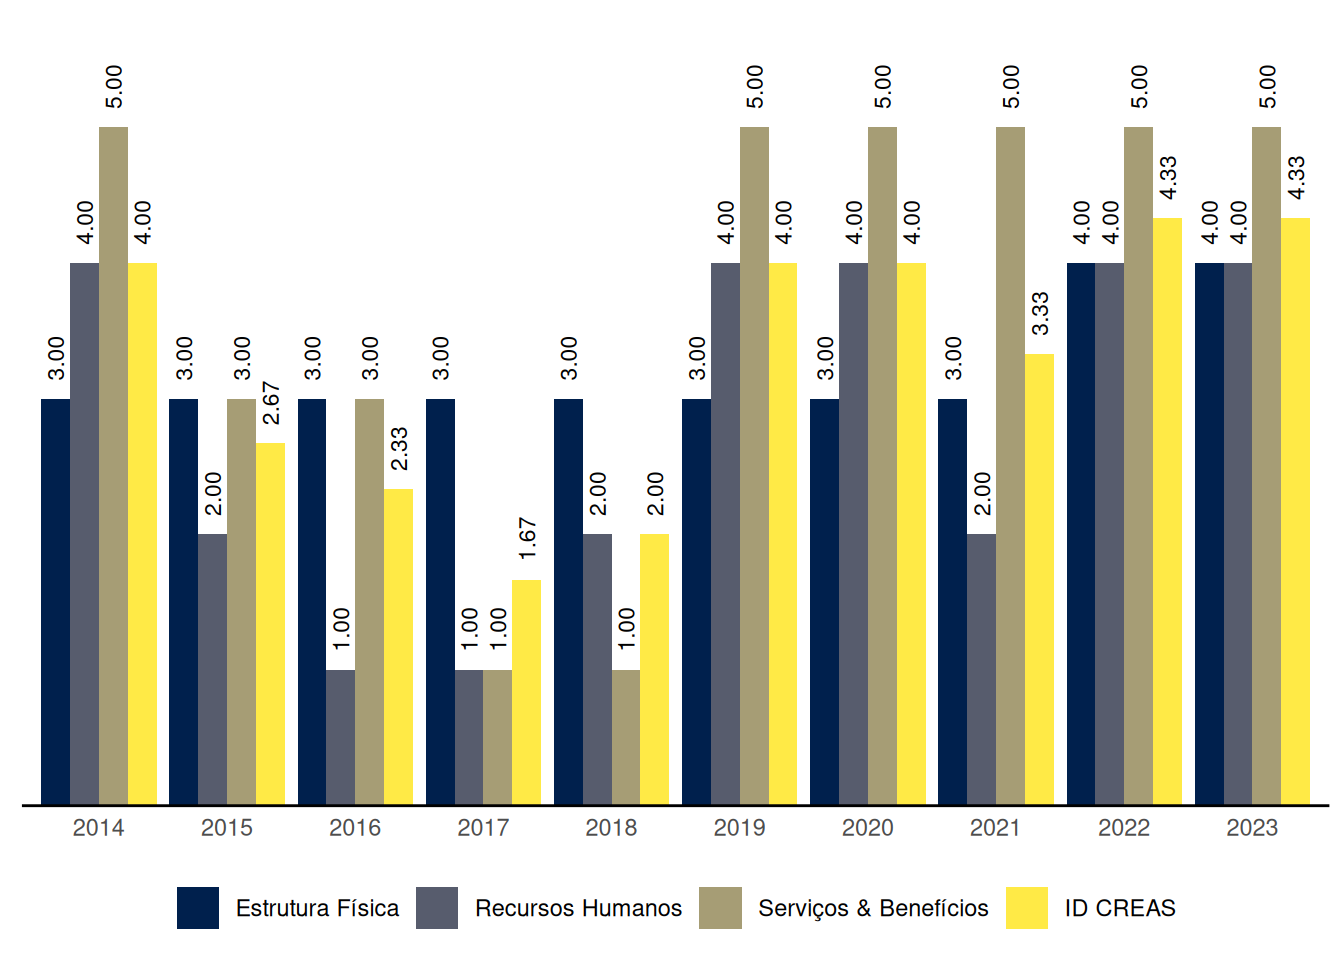 3.00 4.00 5.00 4.00
3.00 2.00 3.00 2.67
3.00 1.00 3.00 2.33
3.00 1.00 1.00 1.67
3.00 2.00 1.00 2.00
3.00 4.00 5.00 4.00
3.00 4.00 5.00 4.00
3.00 2.00 5.00 3.33
4.00 4.00 5.00 4.33
4.00 4.00 5.00 4.33
2014 2015 2016 2017 2018 2019 2020 2021 2022 2023
Estrutura Física Recursos Humanos Serviços & Benefícios ID CREAS